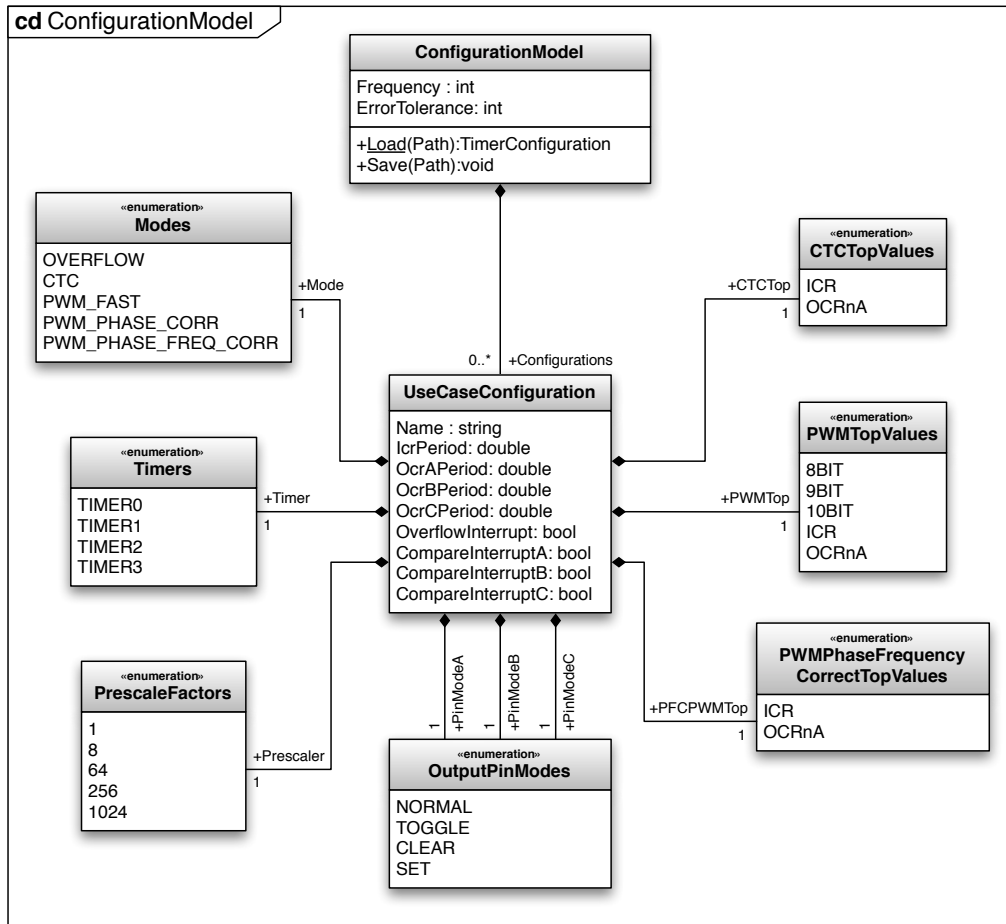 cd ConfigurationModel
ConfigurationModel
Frequency : int
ErrorTolerance: int
+Load(Path):TimerConfiguration
+Save(Path):void
«enumeration»
Modes
OVERFLOW
CTC
PWM_FAST
PWM_PHASE_CORR
PWM_PHASE_FREQ_CORR
+Mode
1
«enumeration»
CTCTopValues
ICR
OCRnA
+CTCTop
1
0..*
+Configurations
UseCaseConfiguration
Name : string
IcrPeriod: double
OcrAPeriod: double
OcrBPeriod: double
OcrCPeriod: double
OverflowInterrupt: bool
CompareInterruptA: bool
CompareInterruptB: bool
CompareInterruptC: bool
«enumeration»
Timers
TIMER0
TIMER1
TIMER2
TIMER3
+Timer
1
«enumeration»
PWMTopValues
8BIT
9BIT
10BIT
ICR
OCRnA
+PWMTop
1
«enumeration»
PrescaleFactors
1
8
64
256
1024
+Prescaler
1
1
+PinModeA
1
+PinModeB
1
+PinModeC
«enumeration»
OutputPinModes
NORMAL
TOGGLE
CLEAR
SET
«enumeration»
PWMPhaseFrequency
CorrectTopValues
ICR
OCRnA
+PFCPWMTop
1